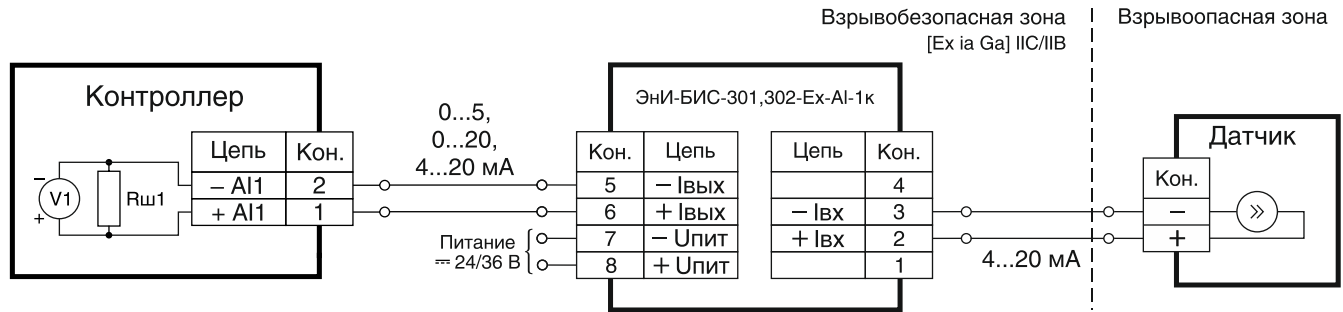 Взрывобезопасная зона
[Ex ia Ga] IIC/IIB
Взрывоопасная зона
Контроллер
V1
−
+
Rш1
Цепь Кон.
− AI1 2
+ AI1 1
0...5,
0...20,
4...20 мА
Питание
⎓ 24/36 В
ЭнИ-БИС-301,302-Ex-AI-1к
Кон. Цепь
5 − Iвых
6 + Iвых
7 − Uпит
8 + Uпит
Цепь Кон.
4
− Iвх 3
+ Iвх 2
1
4...20 мА
Датчик
Кон.
−
+